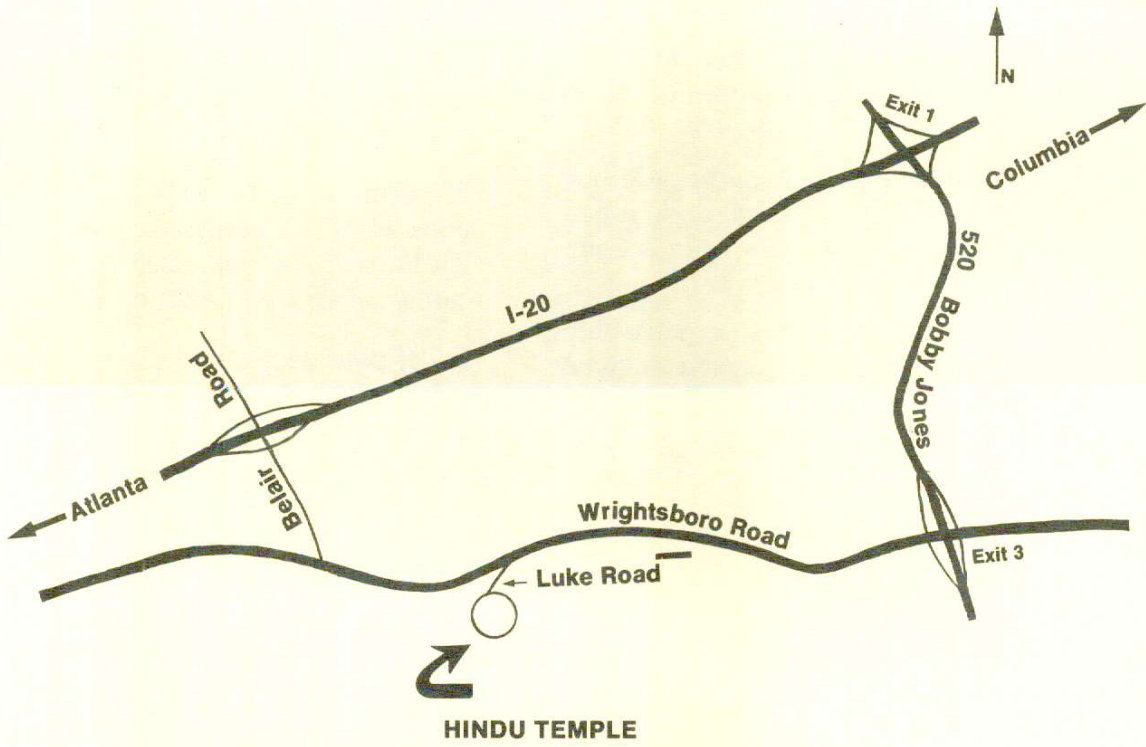 N
Exit 1
Columbia
520 Bobby Jones
I-20
Belair Road
Atlanta
Wrightsboro Road
Exit 3
Luke Road
HINDU TEMPLE